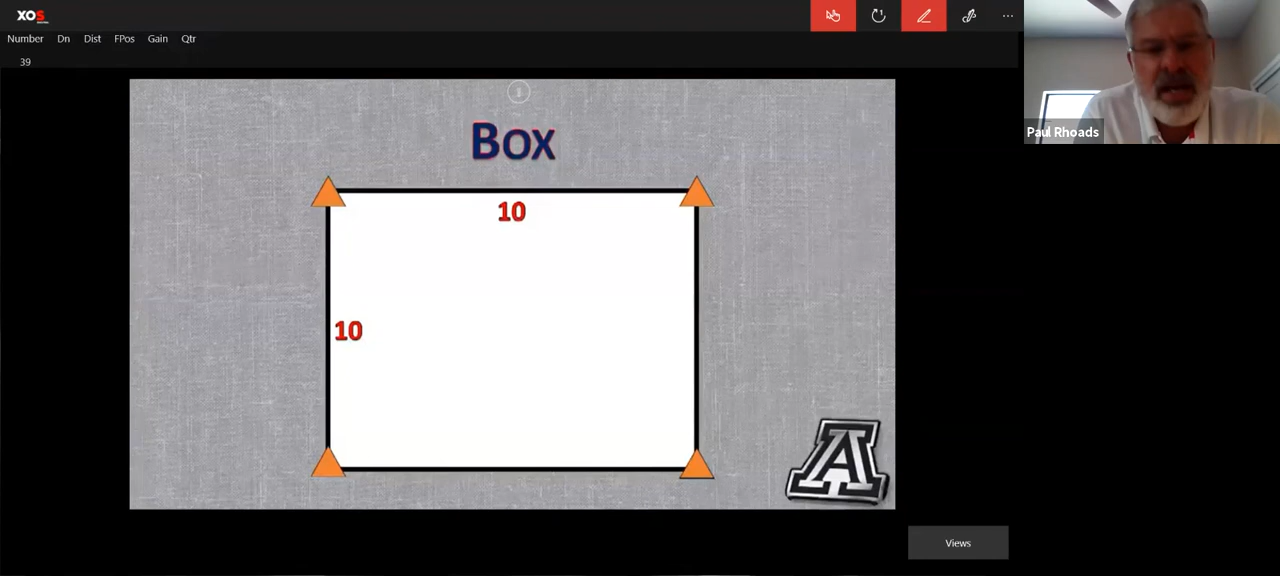 XOS
Number Dn Dist FPos Gain Qtr
39
Paul Rhoads
Box
10
10
A
Views